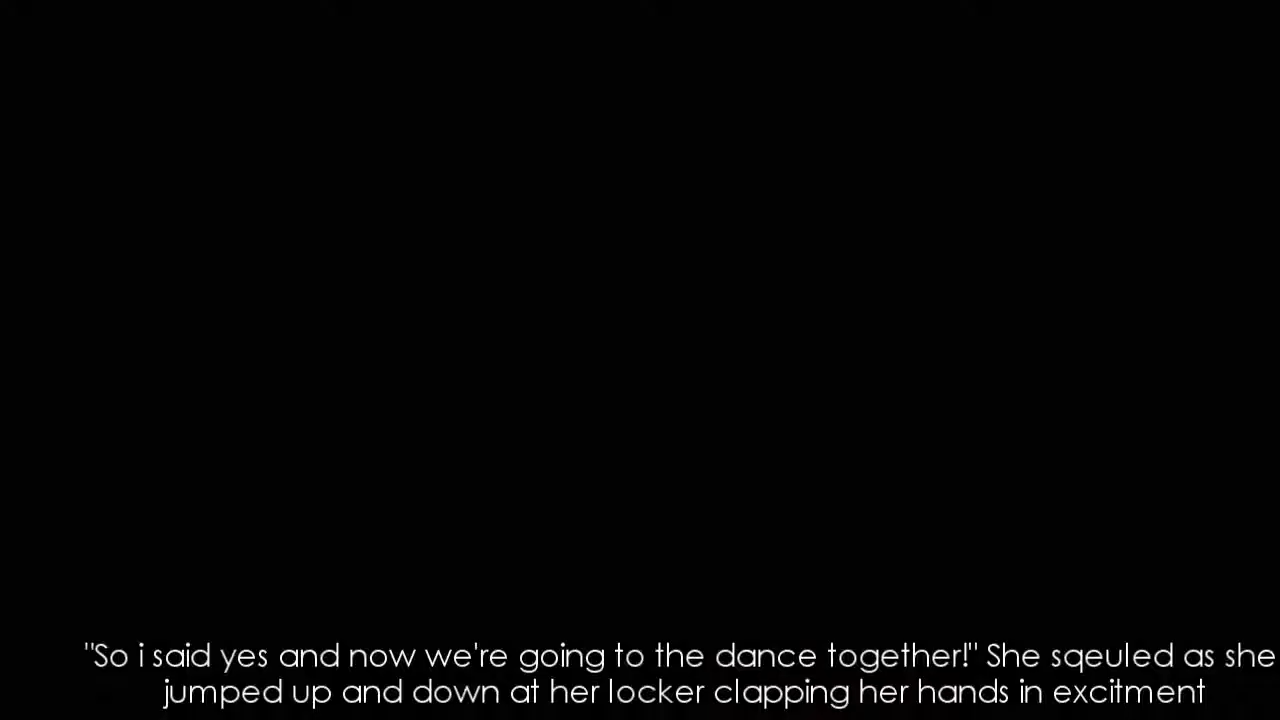 "So i said yes and now we're going to the dance together!" She sqeuled as she
jumped up and down at her locker clapping her hands in excitment